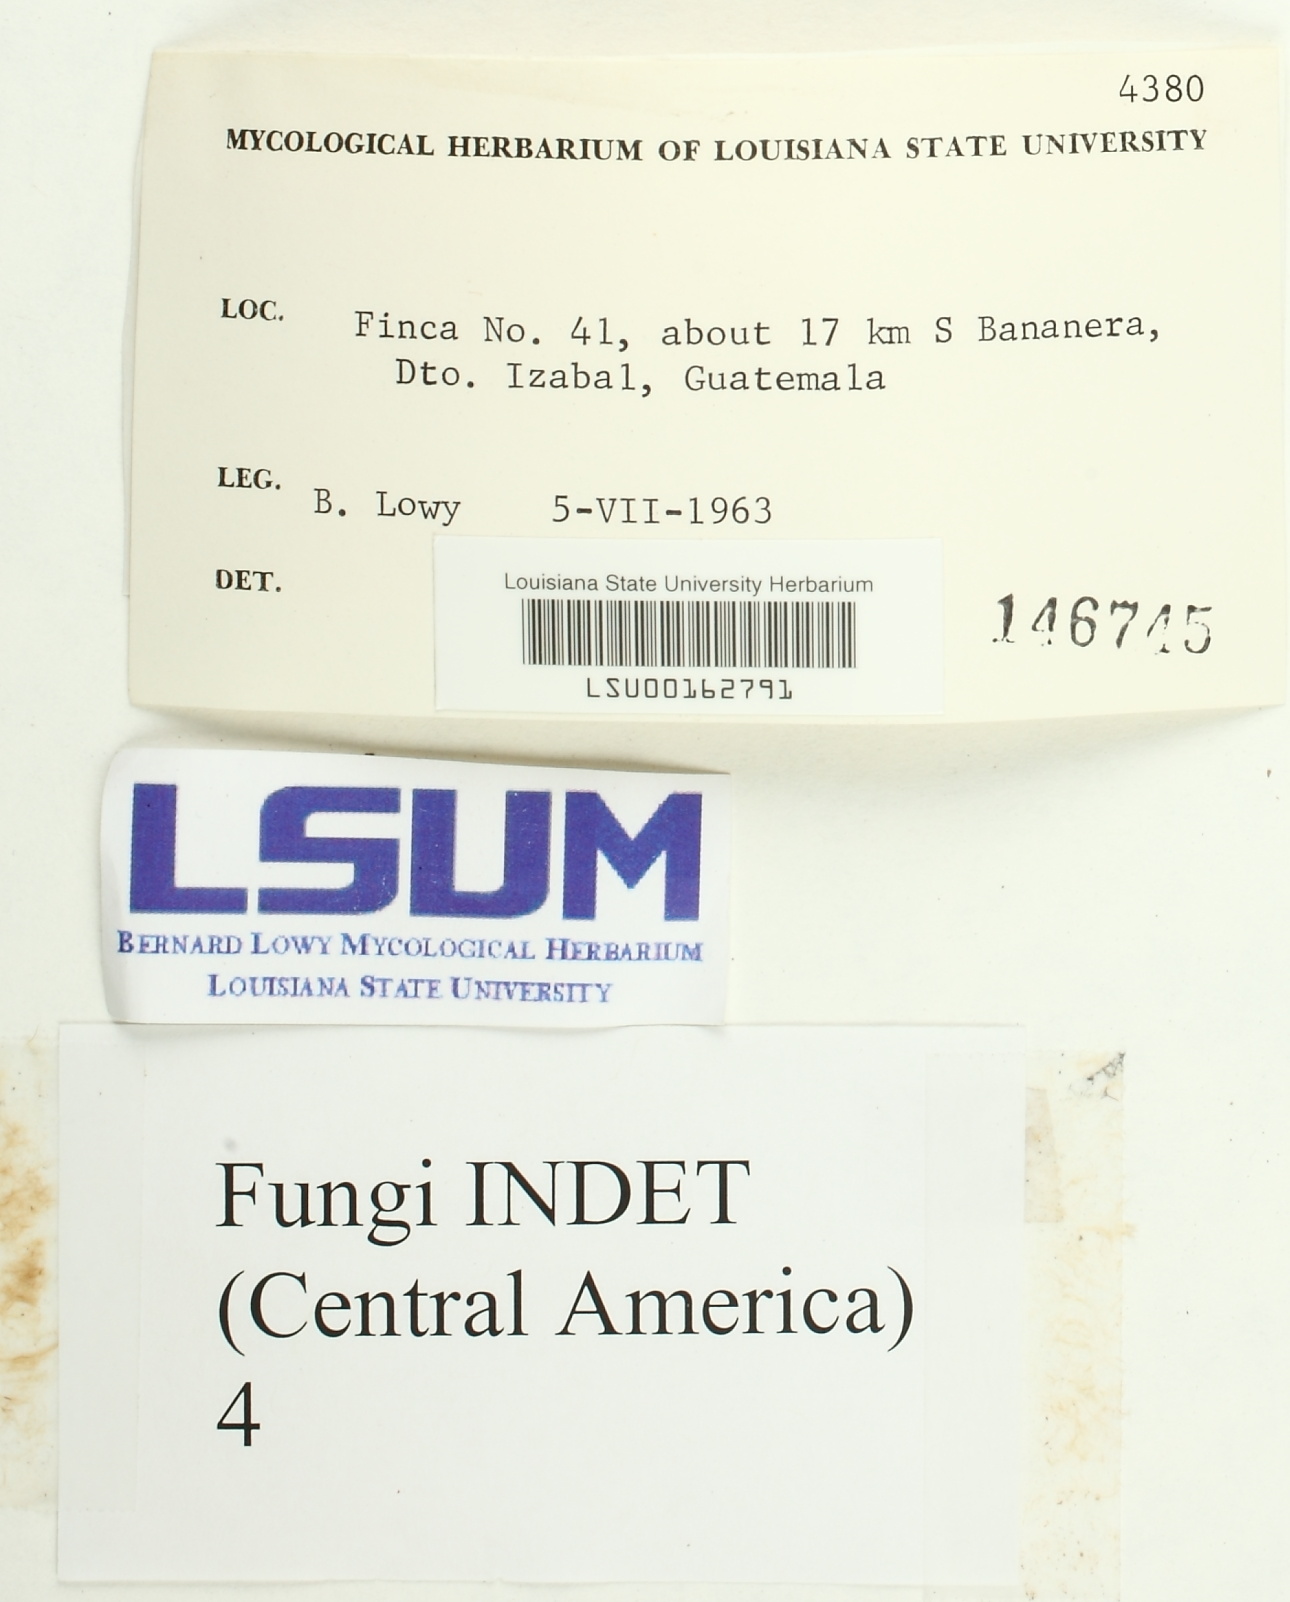 4380
MYCOLOGICAL HERBARIUM OF LOUISIANA STATE UNIVERSITY
LOC. Finca No. 41, about 17 km S Bananera,
Dto. Izabal, Guatemala
LEG. B. Lowy 5-VII-1963
DET.
Louisiana State University Herbarium
LSU00162791
146745
LSUM
BERNARD LOWY MYCOLOGICAL HERBARIUM
LOUISIANA STATE UNIVERSITY
Fungi INDET
(Central America)
4